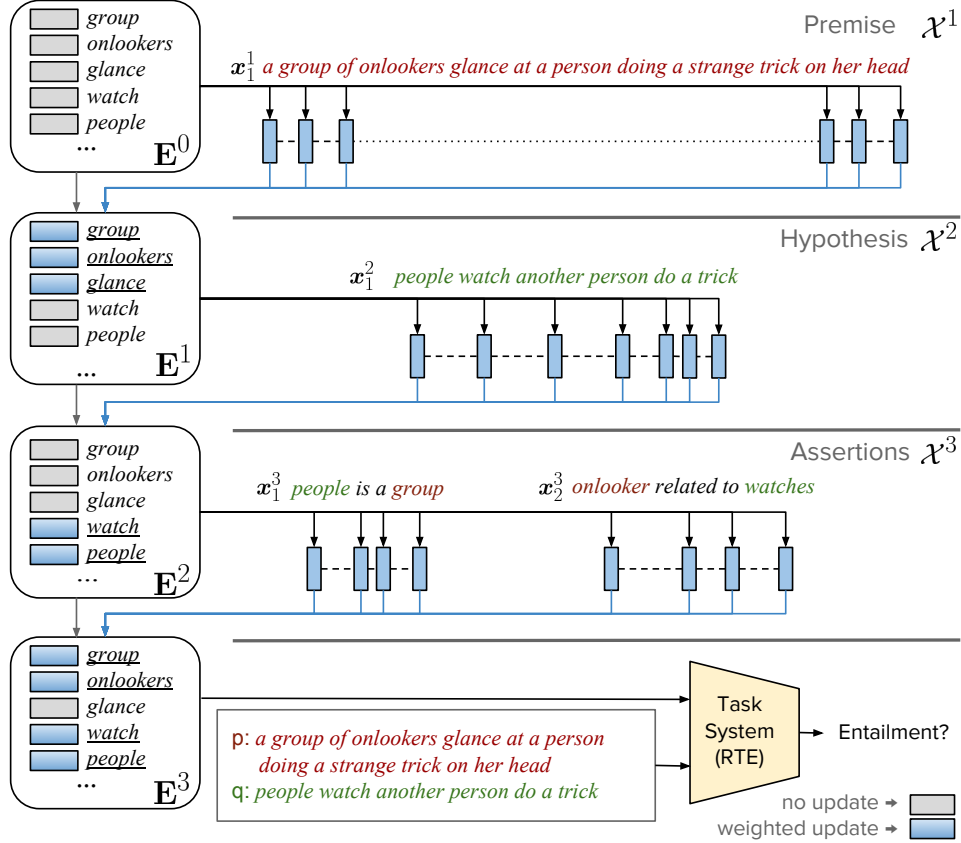 group
onlookers
glance
watch
people
...
E^0
Premise 𝒳^1
x_1^1 a group of onlookers glance at a person doing a strange trick on her head
group
onlookers
glance
watch
people
...
E^1
Hypothesis 𝒳^2
x_1^2 people watch another person do a trick
group
onlookers
glance
watch
people
...
E^2
Assertions 𝒳^3
x_1^3 people is a group
x_2^3 onlooker related to watches
group
onlookers
glance
watch
people
...
E^3
p: a group of onlookers glance at a person
doing a strange trick on her head
q: people watch another person do a trick
Task
System
(RTE)
Entailment?
no update
weighted update